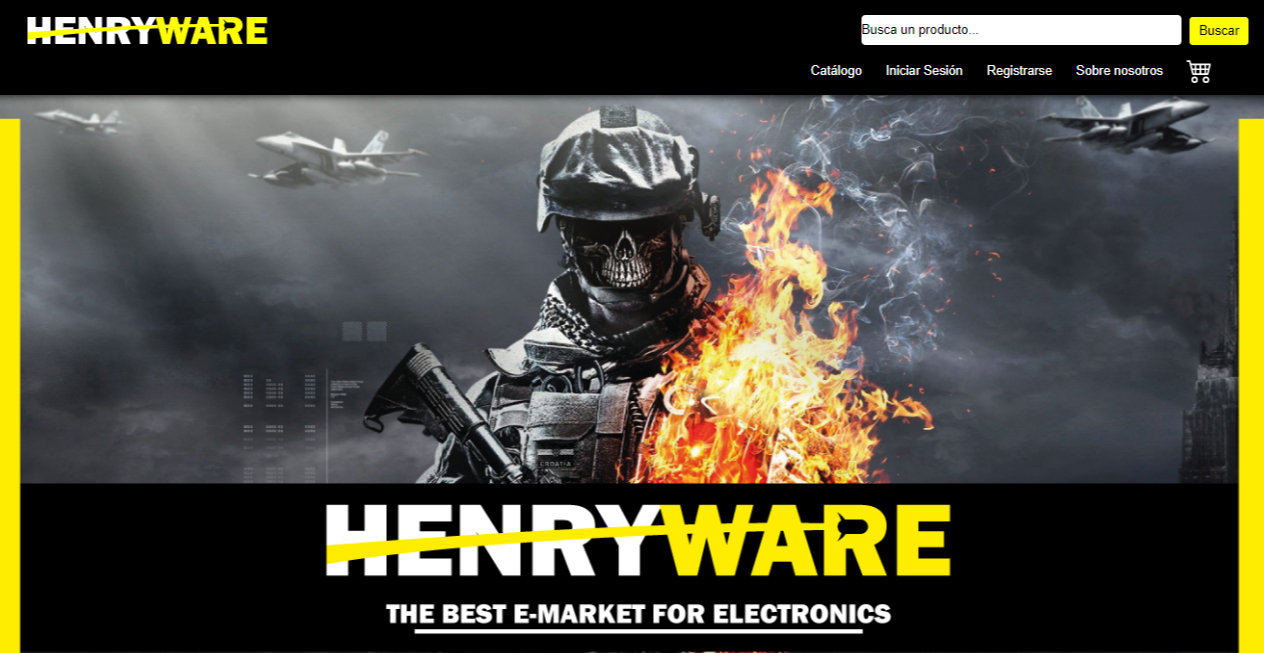 HENRYWARE
Busca un producto...
Buscar
Catálogo
Iniciar Sesión
Registrarse
Sobre nosotros
CROATIA
HENRYWARE
THE BEST E-MARKET FOR ELECTRONICS